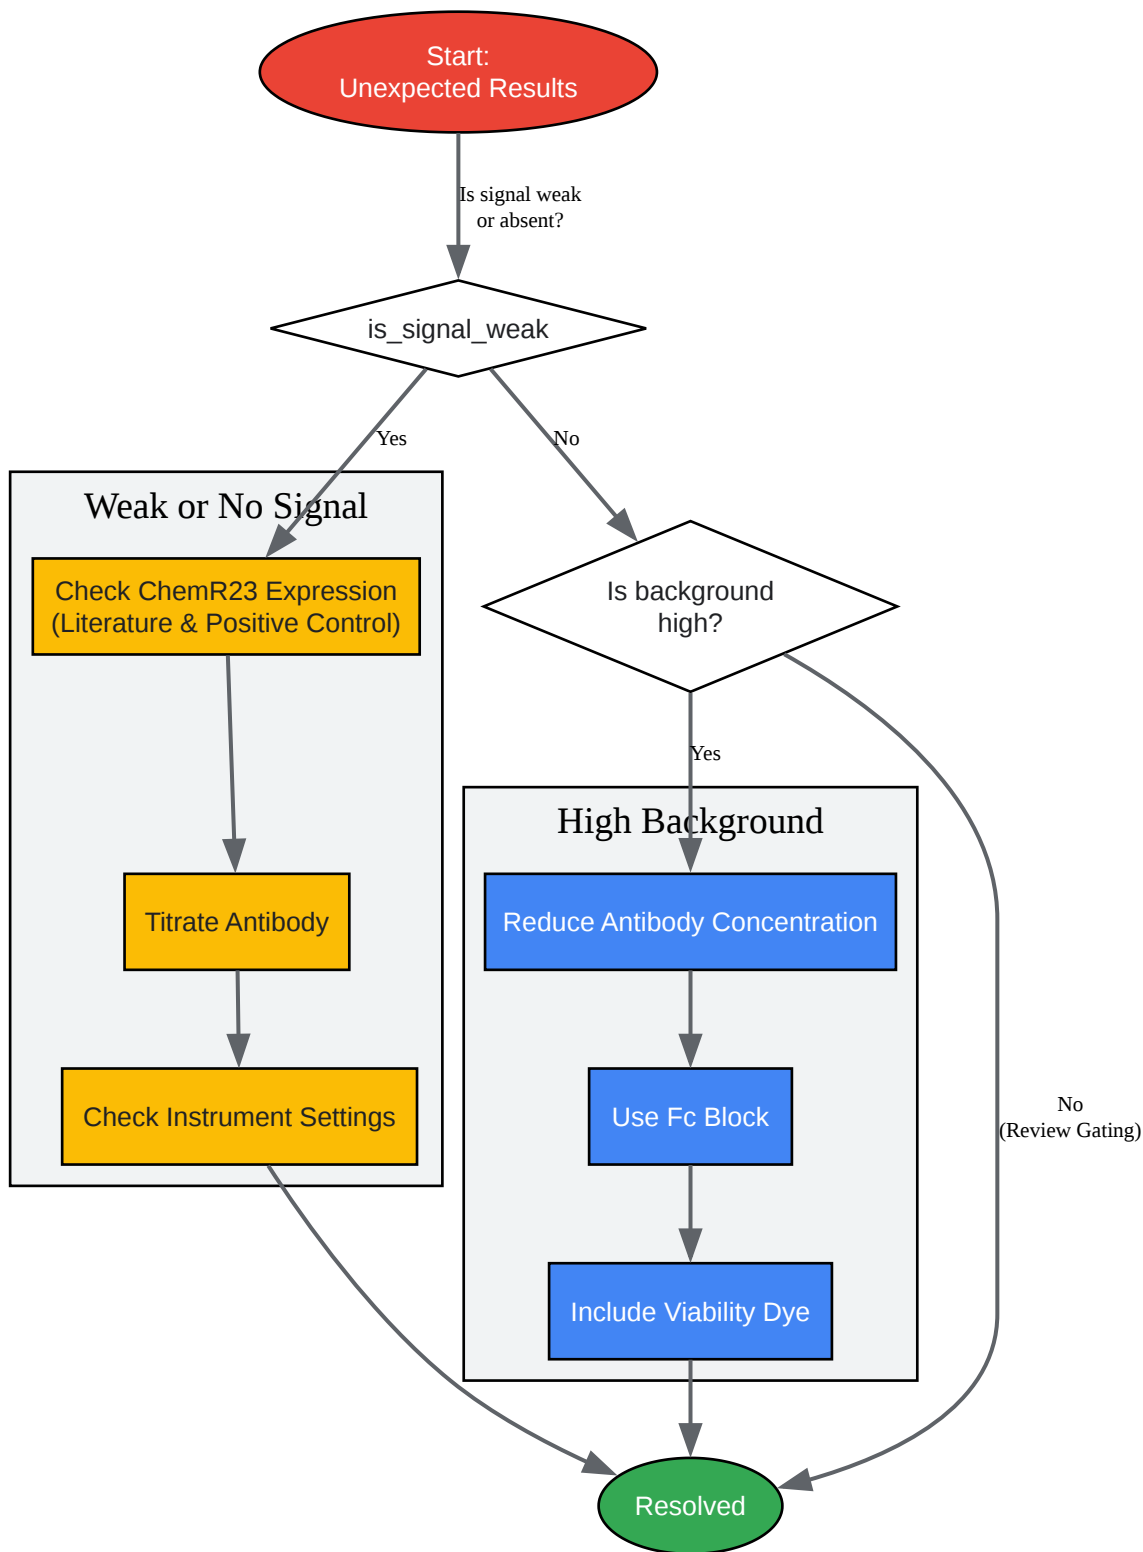 Start:
Unexpected Results
Is signal weak
or absent?
is_signal_weak
Yes
No
Weak or No Signal
Check ChemR23 Expression
(Literature & Positive Control)
Titrate Antibody
Check Instrument Settings
Is background
high?
Yes
High Background
Reduce Antibody Concentration
Use Fc Block
Include Viability Dye
No
(Review Gating)
Resolved